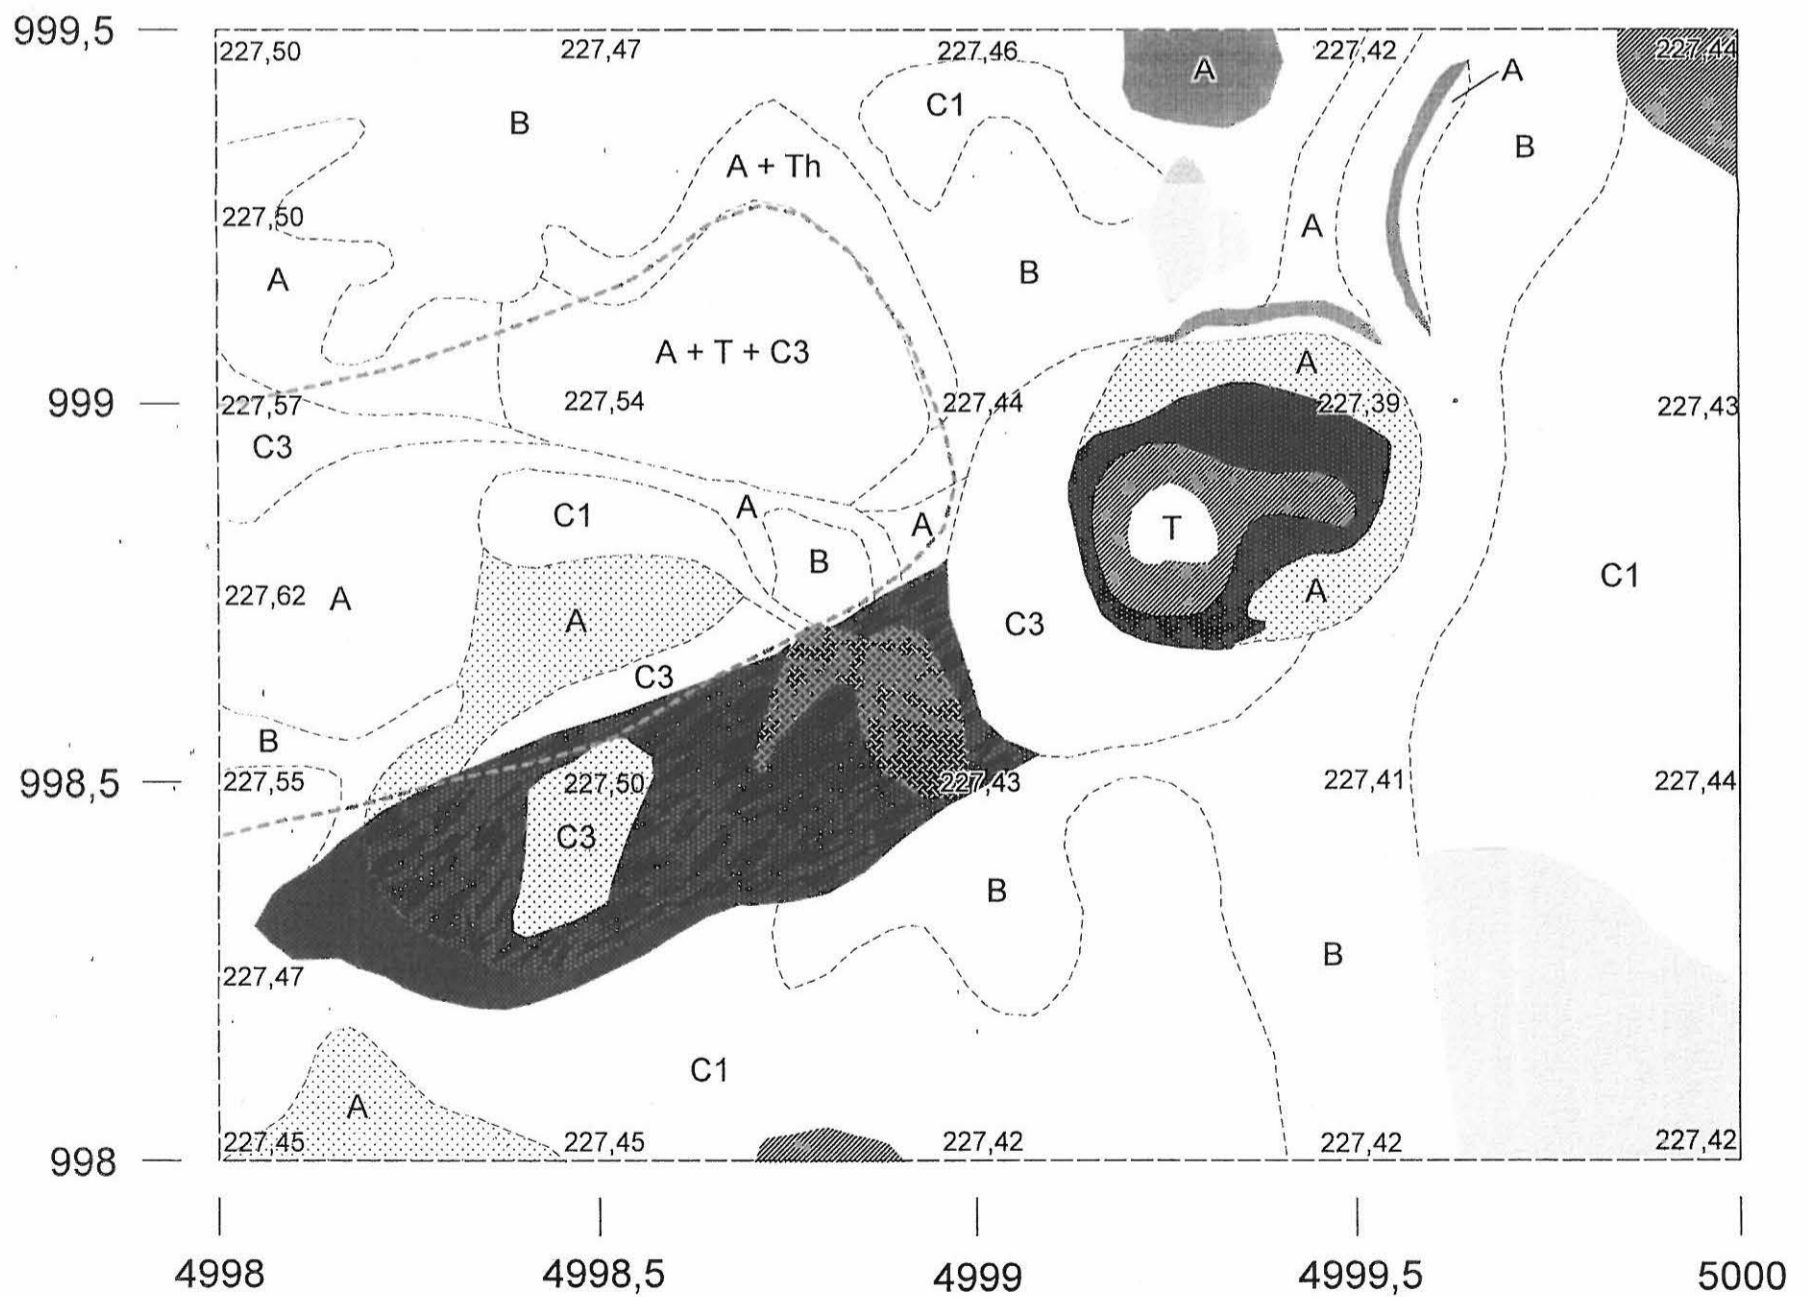 999,5
227,50 227,47 227,46 227,42 227,44
A A
C1
B B
A + Th
227,50 A
A B
A + T + C3
A
999 227,57 227,54 227,44 227,39 227,43
C3
A
C1 A T
B
C1
227,62 A A
A C3
C3
B
998,5 227,55 227,50 227,43 227,41 227,44
C3
B
B
227,47
C1
A
998 227,45 227,45 227,42 227,42 227,42
4998 4998,5 4999 4999,5 5000